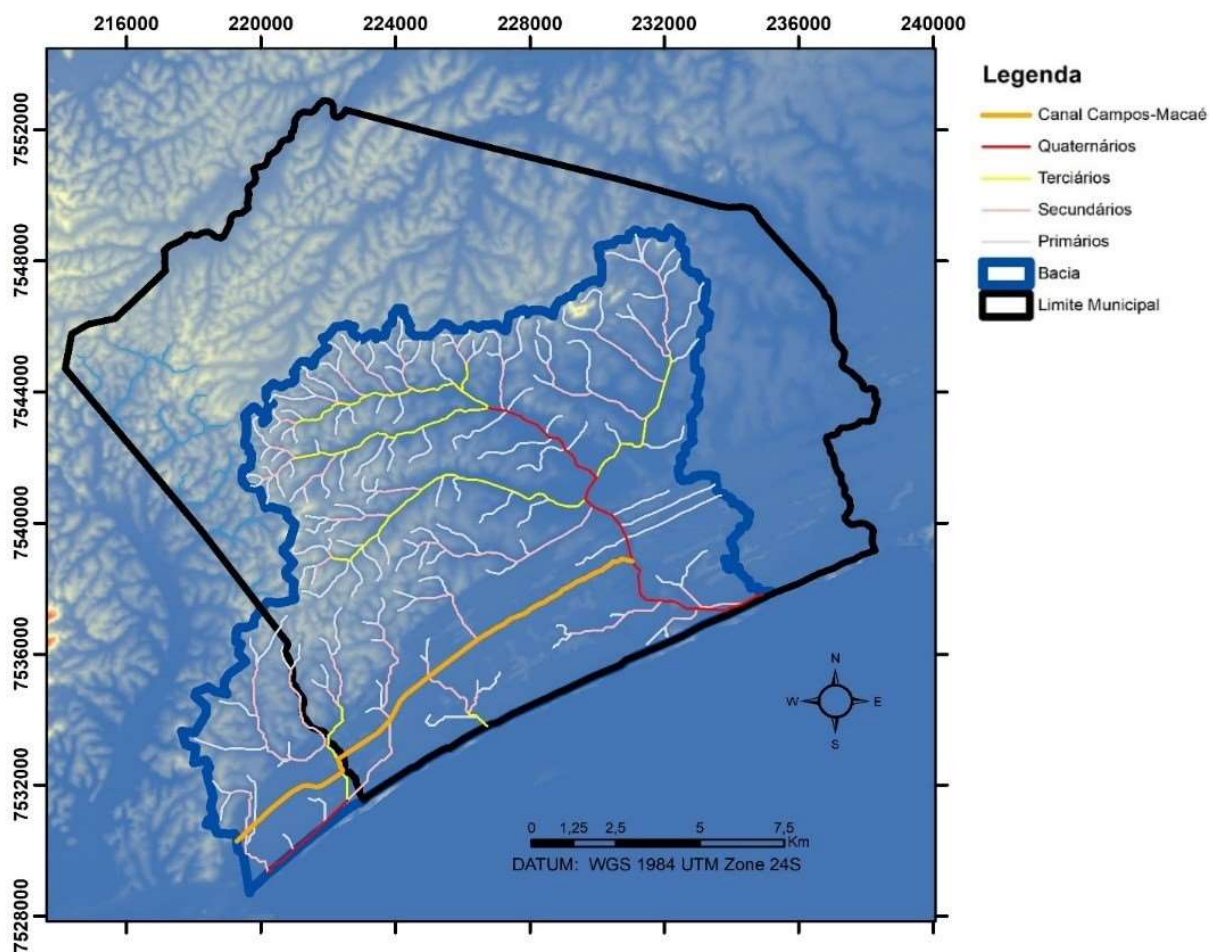 216000 220000 224000 228000 232000 236000 240000
7552000
7548000
7544000
7540000
7536000
7532000
7528000
Legenda
Canal Campos-Macaé
Quaternários
Terciários
Secundários
Primários
Bacia
Limite Municipal
N
W E
S
0 1,25 2,5 5 7,5
Km
DATUM: WGS 1984 UTM Zone 24S